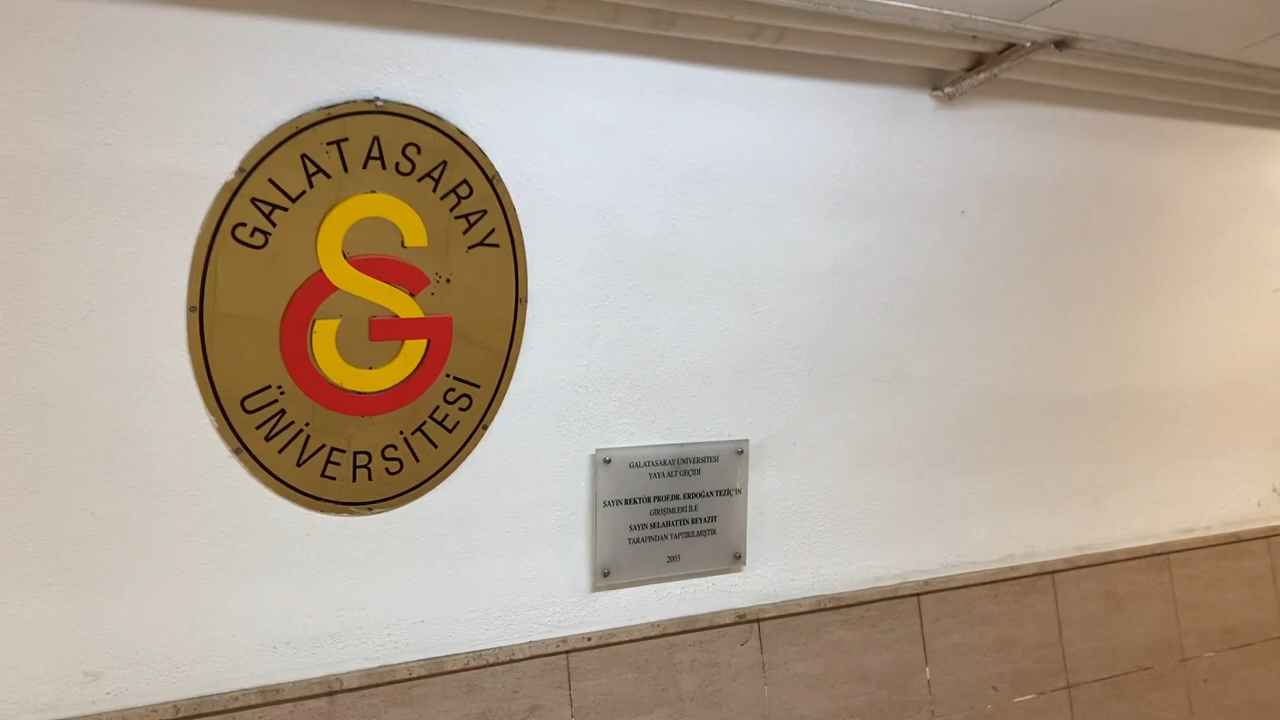 GALATASARAY
SG
ÜNİVERSİTESİ
GALATASARAY ÜNİVERSİTESİ
YAYA ALT GEÇİDİ
SAYIN REKTÖR PROF.DR. ERDOĞAN TEZİÇ'İN
GİRİŞİMLERİ İLE
SAYIN SELAHATTİN BEYAZIT
TARAFINDAN YAPTIRILMIŞTIR.
2003